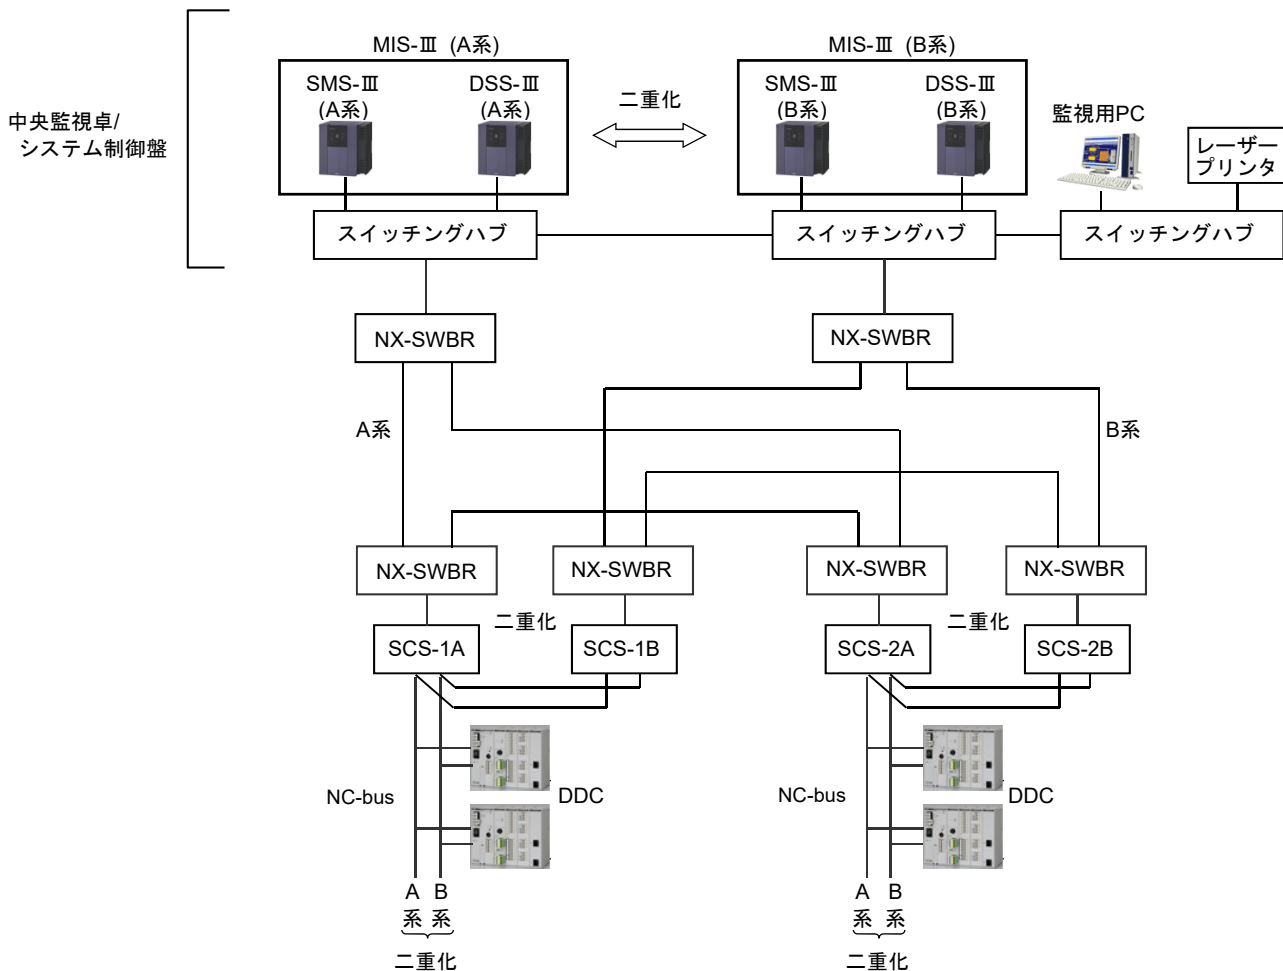 MIS-Ⅲ (A系)
MIS-Ⅲ (B系)
SMS-Ⅲ
(A系)
DSS-Ⅲ
(A系)
二重化
SMS-Ⅲ
(B系)
DSS-Ⅲ
(B系)
監視用PC
レーザー
プリンタ
中央監視卓/
システム制御盤
スイッチングハブ
スイッチングハブ
スイッチングハブ
NX-SWBR
NX-SWBR
A系
B系
NX-SWBR
NX-SWBR
NX-SWBR
NX-SWBR
二重化
二重化
SCS-1A
SCS-1B
SCS-2A
SCS-2B
NC-bus
DDC
NC-bus
DDC
A
系
B
系
A
系
B
系
二重化
二重化